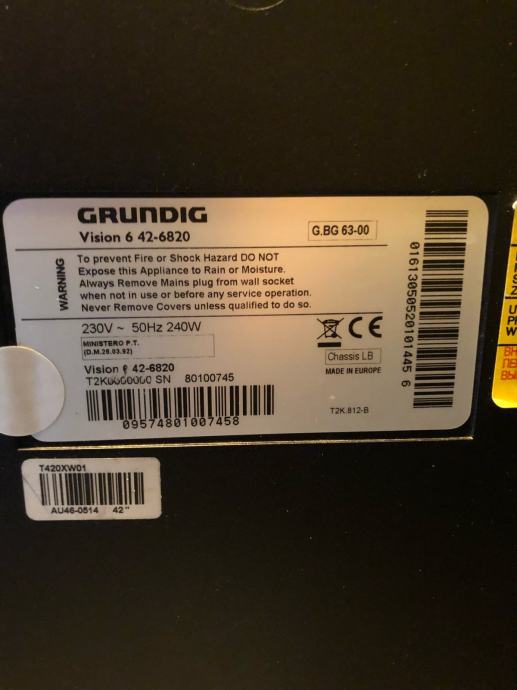 GRUNDIG
Vision 6 42-6820
G.BG 63-00
WARNING
To prevent Fire or Shock Hazard DO NOT
Expose this Appliance to Rain or Moisture.
Always Remove Mains plug from wall socket
when not in use or before any service operation.
Never Remove Covers unless qualified to do so.
230V ~ 50Hz 240W
MINISTERO P.T.
(D.M.26.03.92)
CE
Chassis LB
MADE IN EUROPE
Vision 6 42-6820
SN 80100745
09574801007458
T2K.812-B
T420XW01
AU46-0514 42"